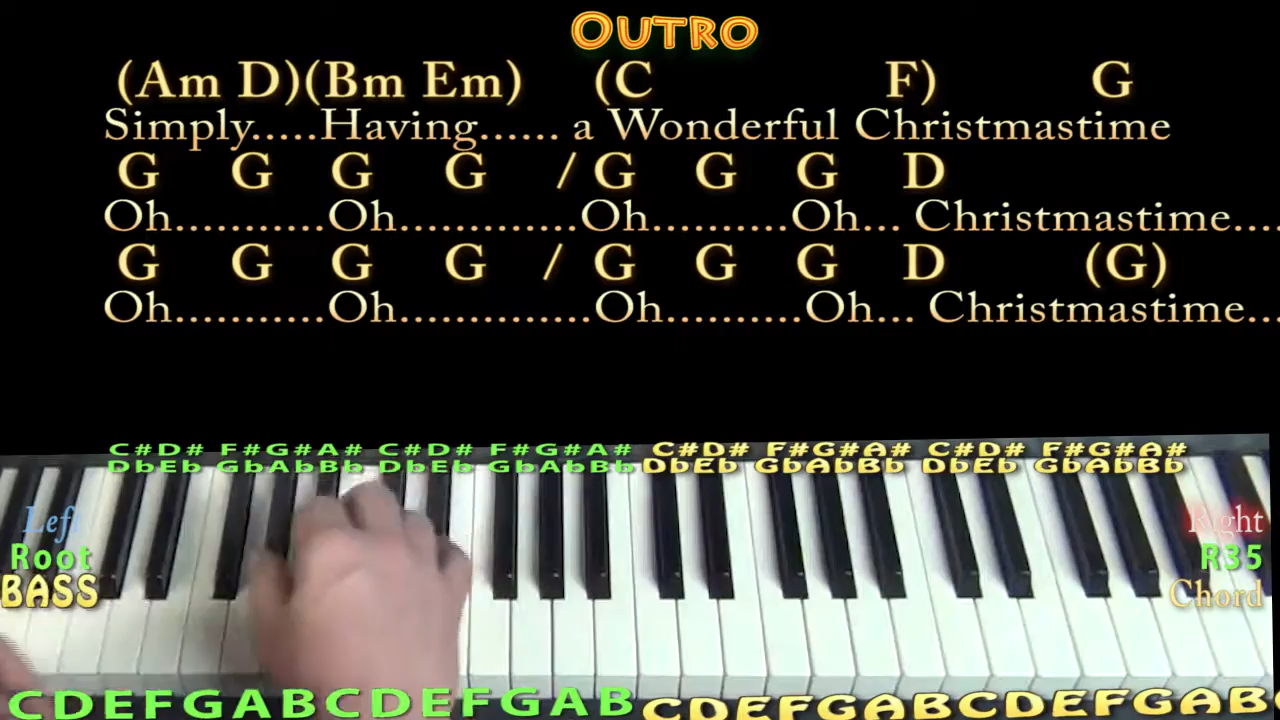 OUTRO
(Am D)(Bm Em) (C F) G
Simply.....Having...... a Wonderful Christmastime
G G G G / G G G D
Oh...........Oh.............Oh..........Oh... Christmastime....
G G G G / G G G D (G)
Oh...........Oh..............Oh..........Oh... Christmastime...
C#D# F#G#A# C#D# F#G#A# C#D# F#G#A# C#D# F#G#A#
DbEb GbAbBb DbEb GbAbBb DbEb GbAbBb DbEb GbAbBb
Left
Root
BASS
Right
R35
Chord
CDEFGABCDEFGAB CDEFGABCDEFGAB